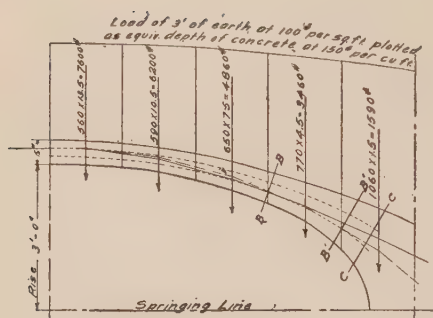 Load of 3' of earth at 100# per sq.ft. plotted
as equiv. depth of concrete at 150# per cu ft.
560 x 13.5 = 7600#
590 x 10.5 = 6200#
650 x 7.5 = 4860#
770 x 4.5 = 3460#
1060 x 1.5 = 1590#
5"
Rise 3'-0"
B
B
B'
B'
C
C
Springing Line